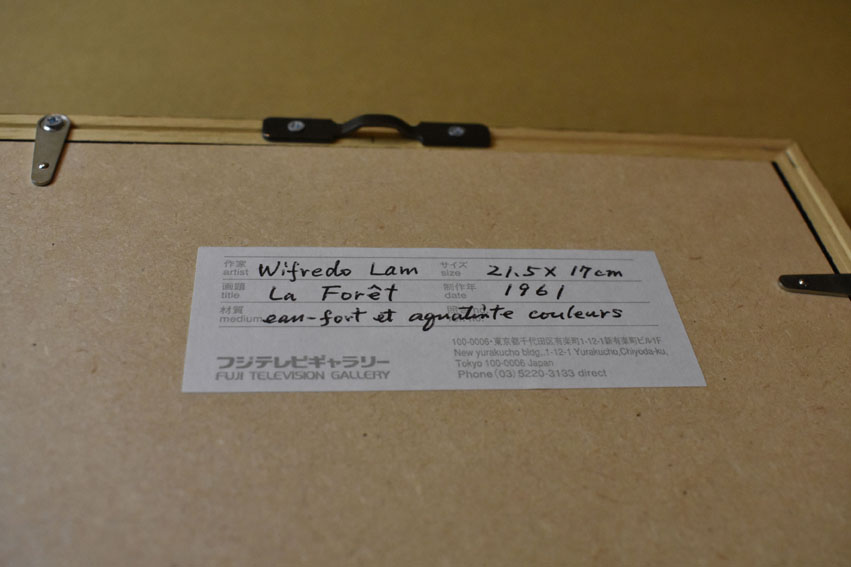 作家 サイズ
artist Wifredo Lam size 21.5 × 17cm
画題 制作年
title La Forêt date 1961
材質
medium eau-fort et aquatinte couleurs
100-0006・東京都千代田区有楽町1-12-1新有楽町ビル1F
フジテレビギャラリー New yurakucho bldg.,1-12-1 Yurakucho,Chiyoda-ku,
FUJI TELEVISION GALLERY Tokyo 100-0006 Japan
Phone (03) 5220-3133 direct